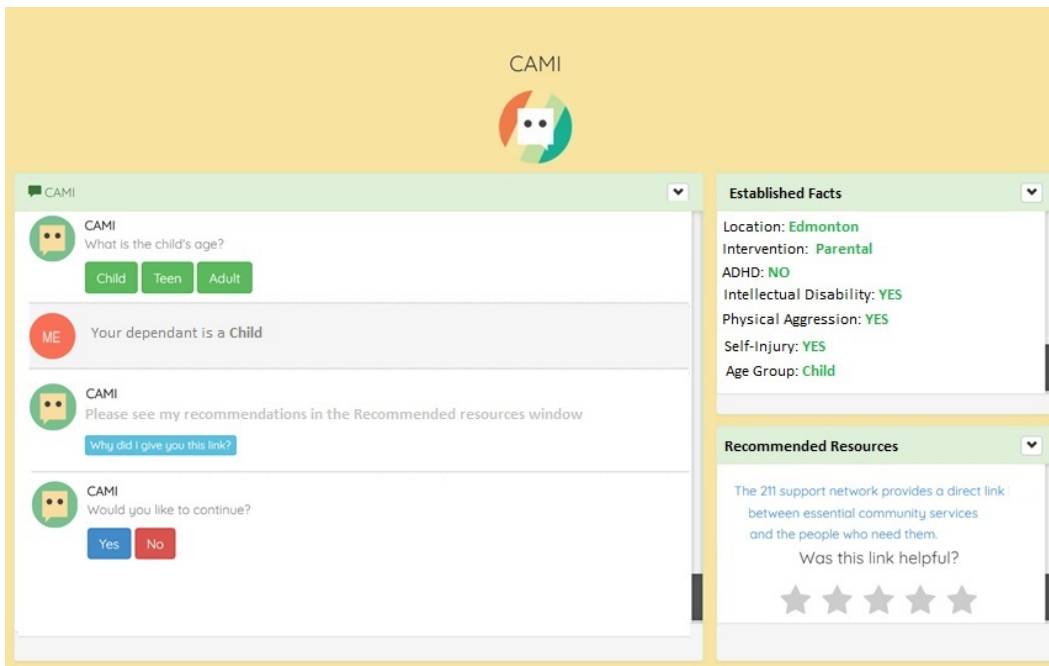 CAMI
CAMI
CAMI
What is the child's age?
Child Teen Adult
ME
Your dependant is a Child
CAMI
Please see my recommendations in the Recommended resources window
Why did I give you this link?
CAMI
Would you like to continue?
Yes No
Established Facts
Location: Edmonton
Intervention: Parental
ADHD: NO
Intellectual Disability: YES
Physical Aggression: YES
Self-Injury: YES
Age Group: Child
Recommended Resources
The 211 support network provides a direct link
between essential community services
and the people who need them.
Was this link helpful?